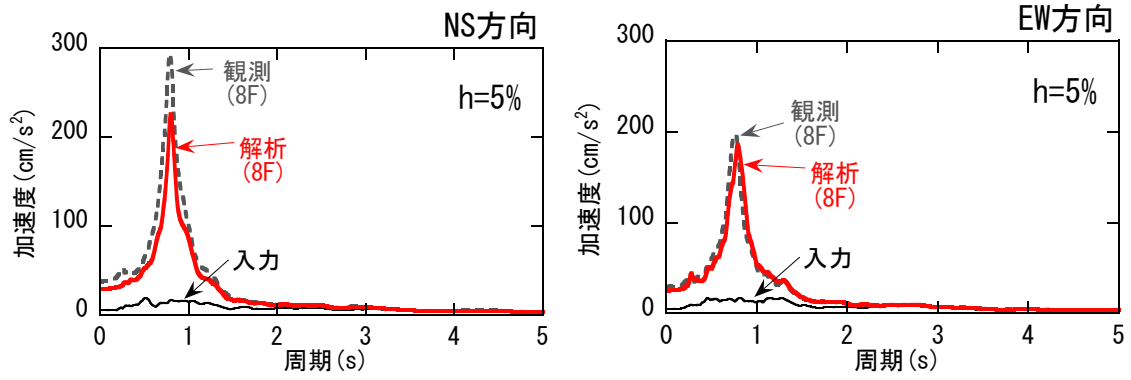 NS方向
300
200
100
0
加速度(cm/s²)
観測
(8F)
h=5%
解析
(8F)
入力
0 1 2 3 4 5
周期(s)
EW方向
300
200
100
0
加速度(cm/s²)
h=5%
観測
(8F)
解析
(8F)
入力
0 1 2 3 4 5
周期(s)